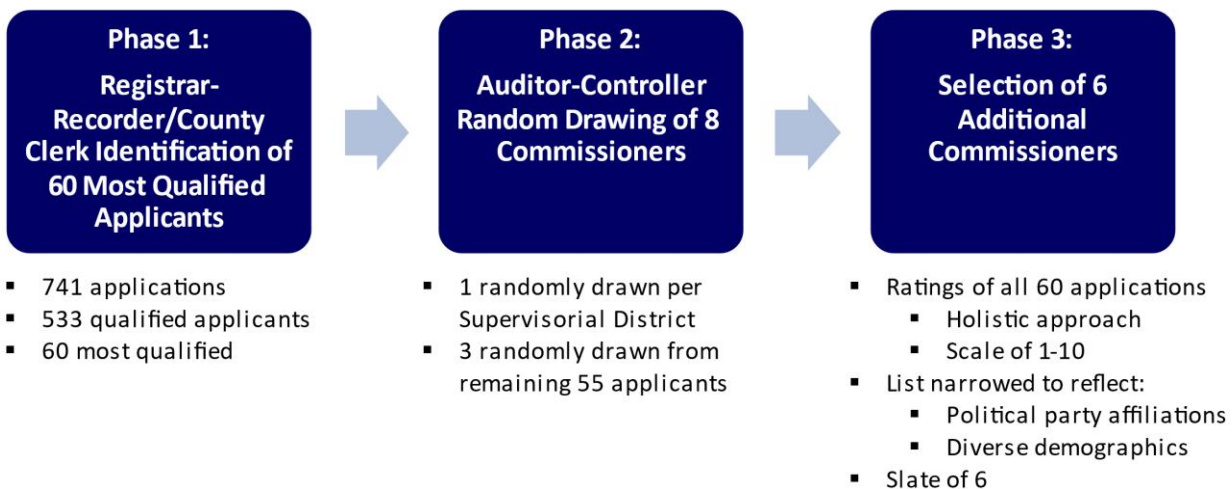 Phase 1:
Registrar-
Recorder/County
Clerk Identification of
60 Most Qualified
Applicants
▪ 741 applications
▪ 533 qualified applicants
▪ 60 most qualified
Phase 2:
Auditor-Controller
Random Drawing of 8
Commissioners
▪ 1 randomly drawn per
Supervisorial District
▪ 3 randomly drawn from
remaining 55 applicants
Phase 3:
Selection of 6
Additional
Commissioners
▪ Ratings of all 60 applications
▪ Holistic approach
▪ Scale of 1-10
▪ List narrowed to reflect:
▪ Political party affiliations
▪ Diverse demographics
▪ Slate of 6